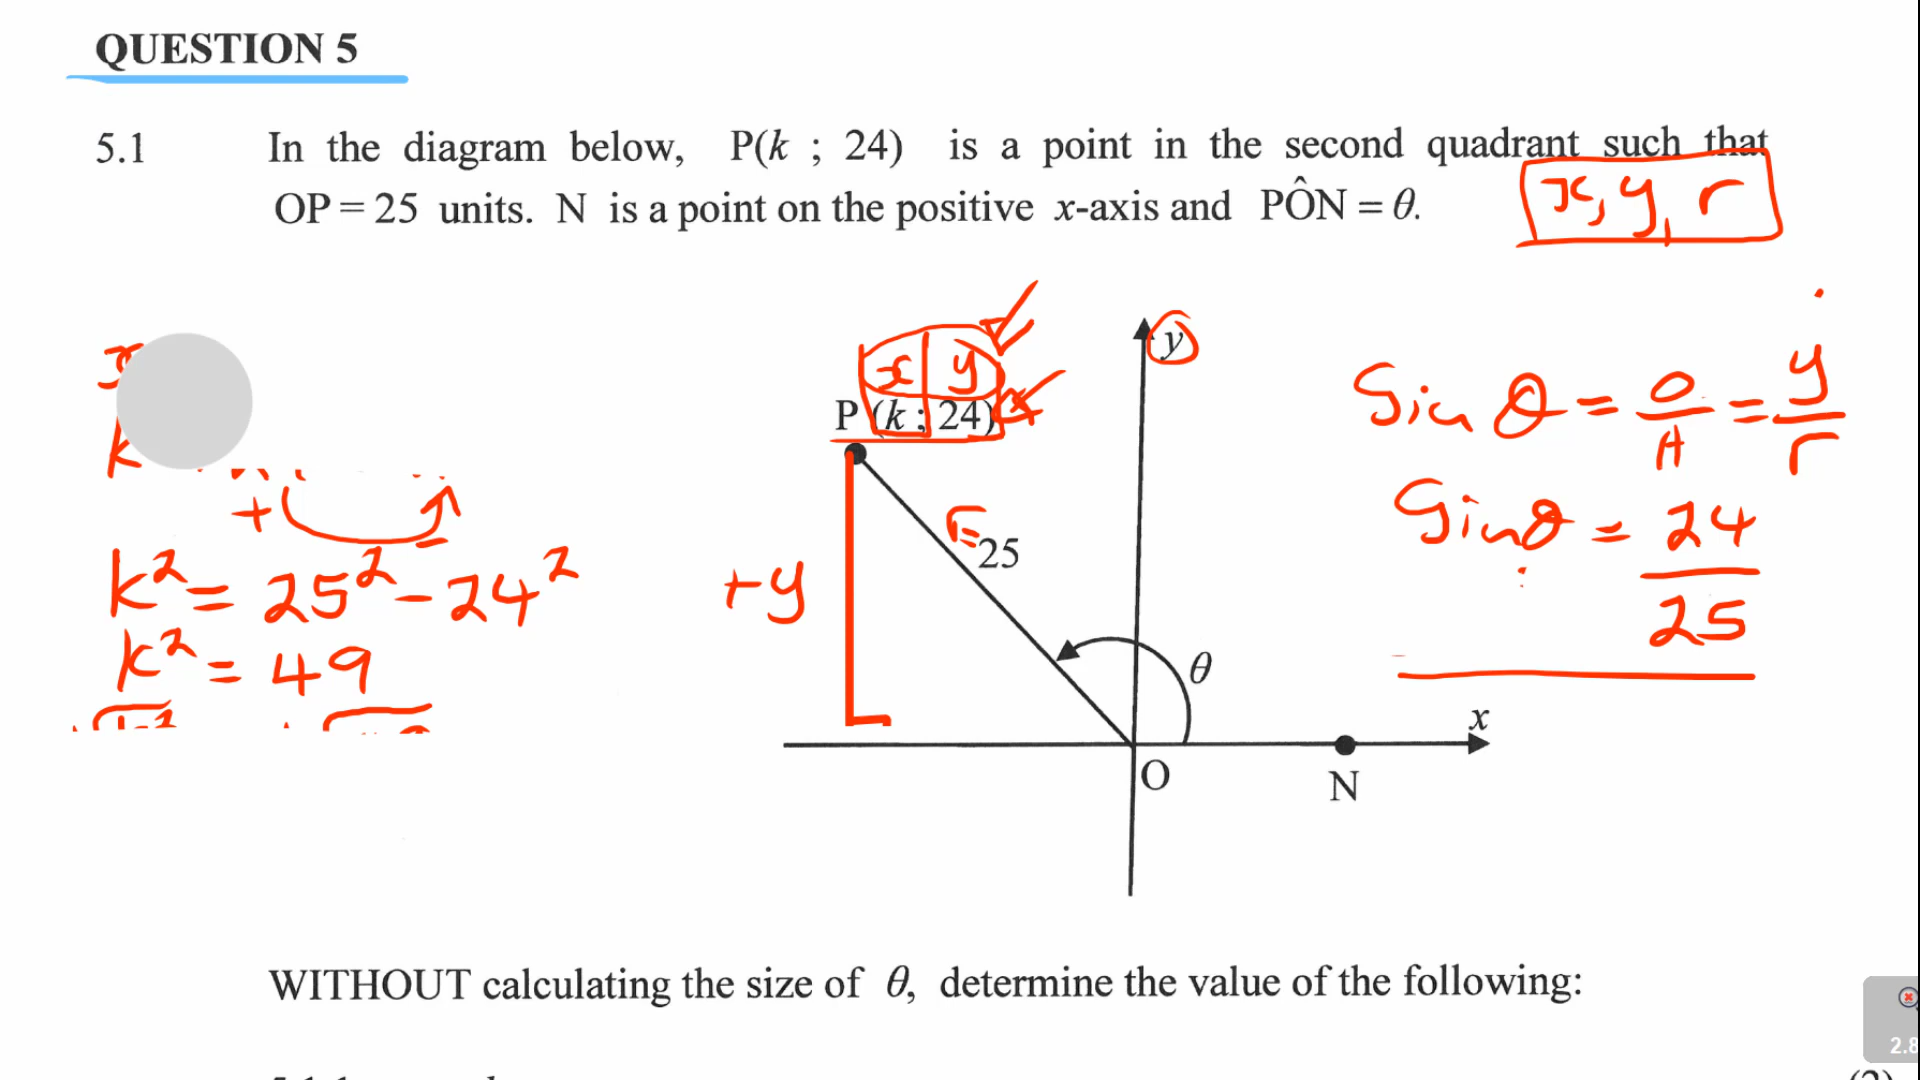 QUESTION 5
5.1 In the diagram below, P(k ; 24) is a point in the second quadrant such that
OP = 25 units. N is a point on the positive x-axis and PÔN = θ.
x, y, r
x y
P (k ; 24)
y
r=
25
+y
θ
x
O
N
x
k
+
k² = 25² - 24²
k² = 49
Sin θ = O/H = y/r
Sin θ = 24/25
WITHOUT calculating the size of θ, determine the value of the following:
2.8